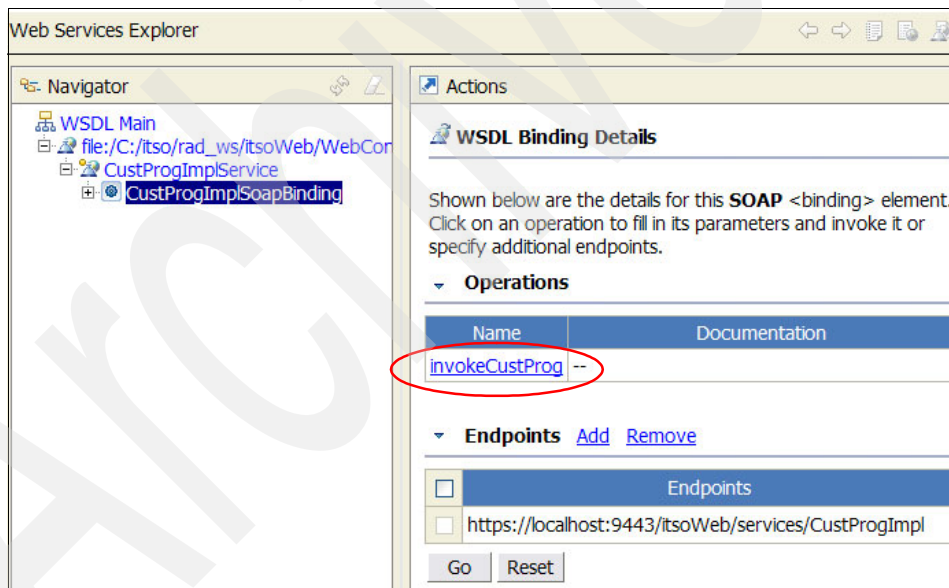 Web Services Explorer
Navigator
WSDL Main
file:/C:/itso/rad_ws/itsoWeb/WebCon
CustProgImplService
CustProgImplSoapBinding
Actions
WSDL Binding Details
Shown below are the details for this SOAP <binding> element.
Click on an operation to fill in its parameters and invoke it or
specify additional endpoints.
Operations
Name Documentation
invokeCustProg --
Endpoints Add Remove
Endpoints
https://localhost:9443/itsoWeb/services/CustProgImpl
Go Reset